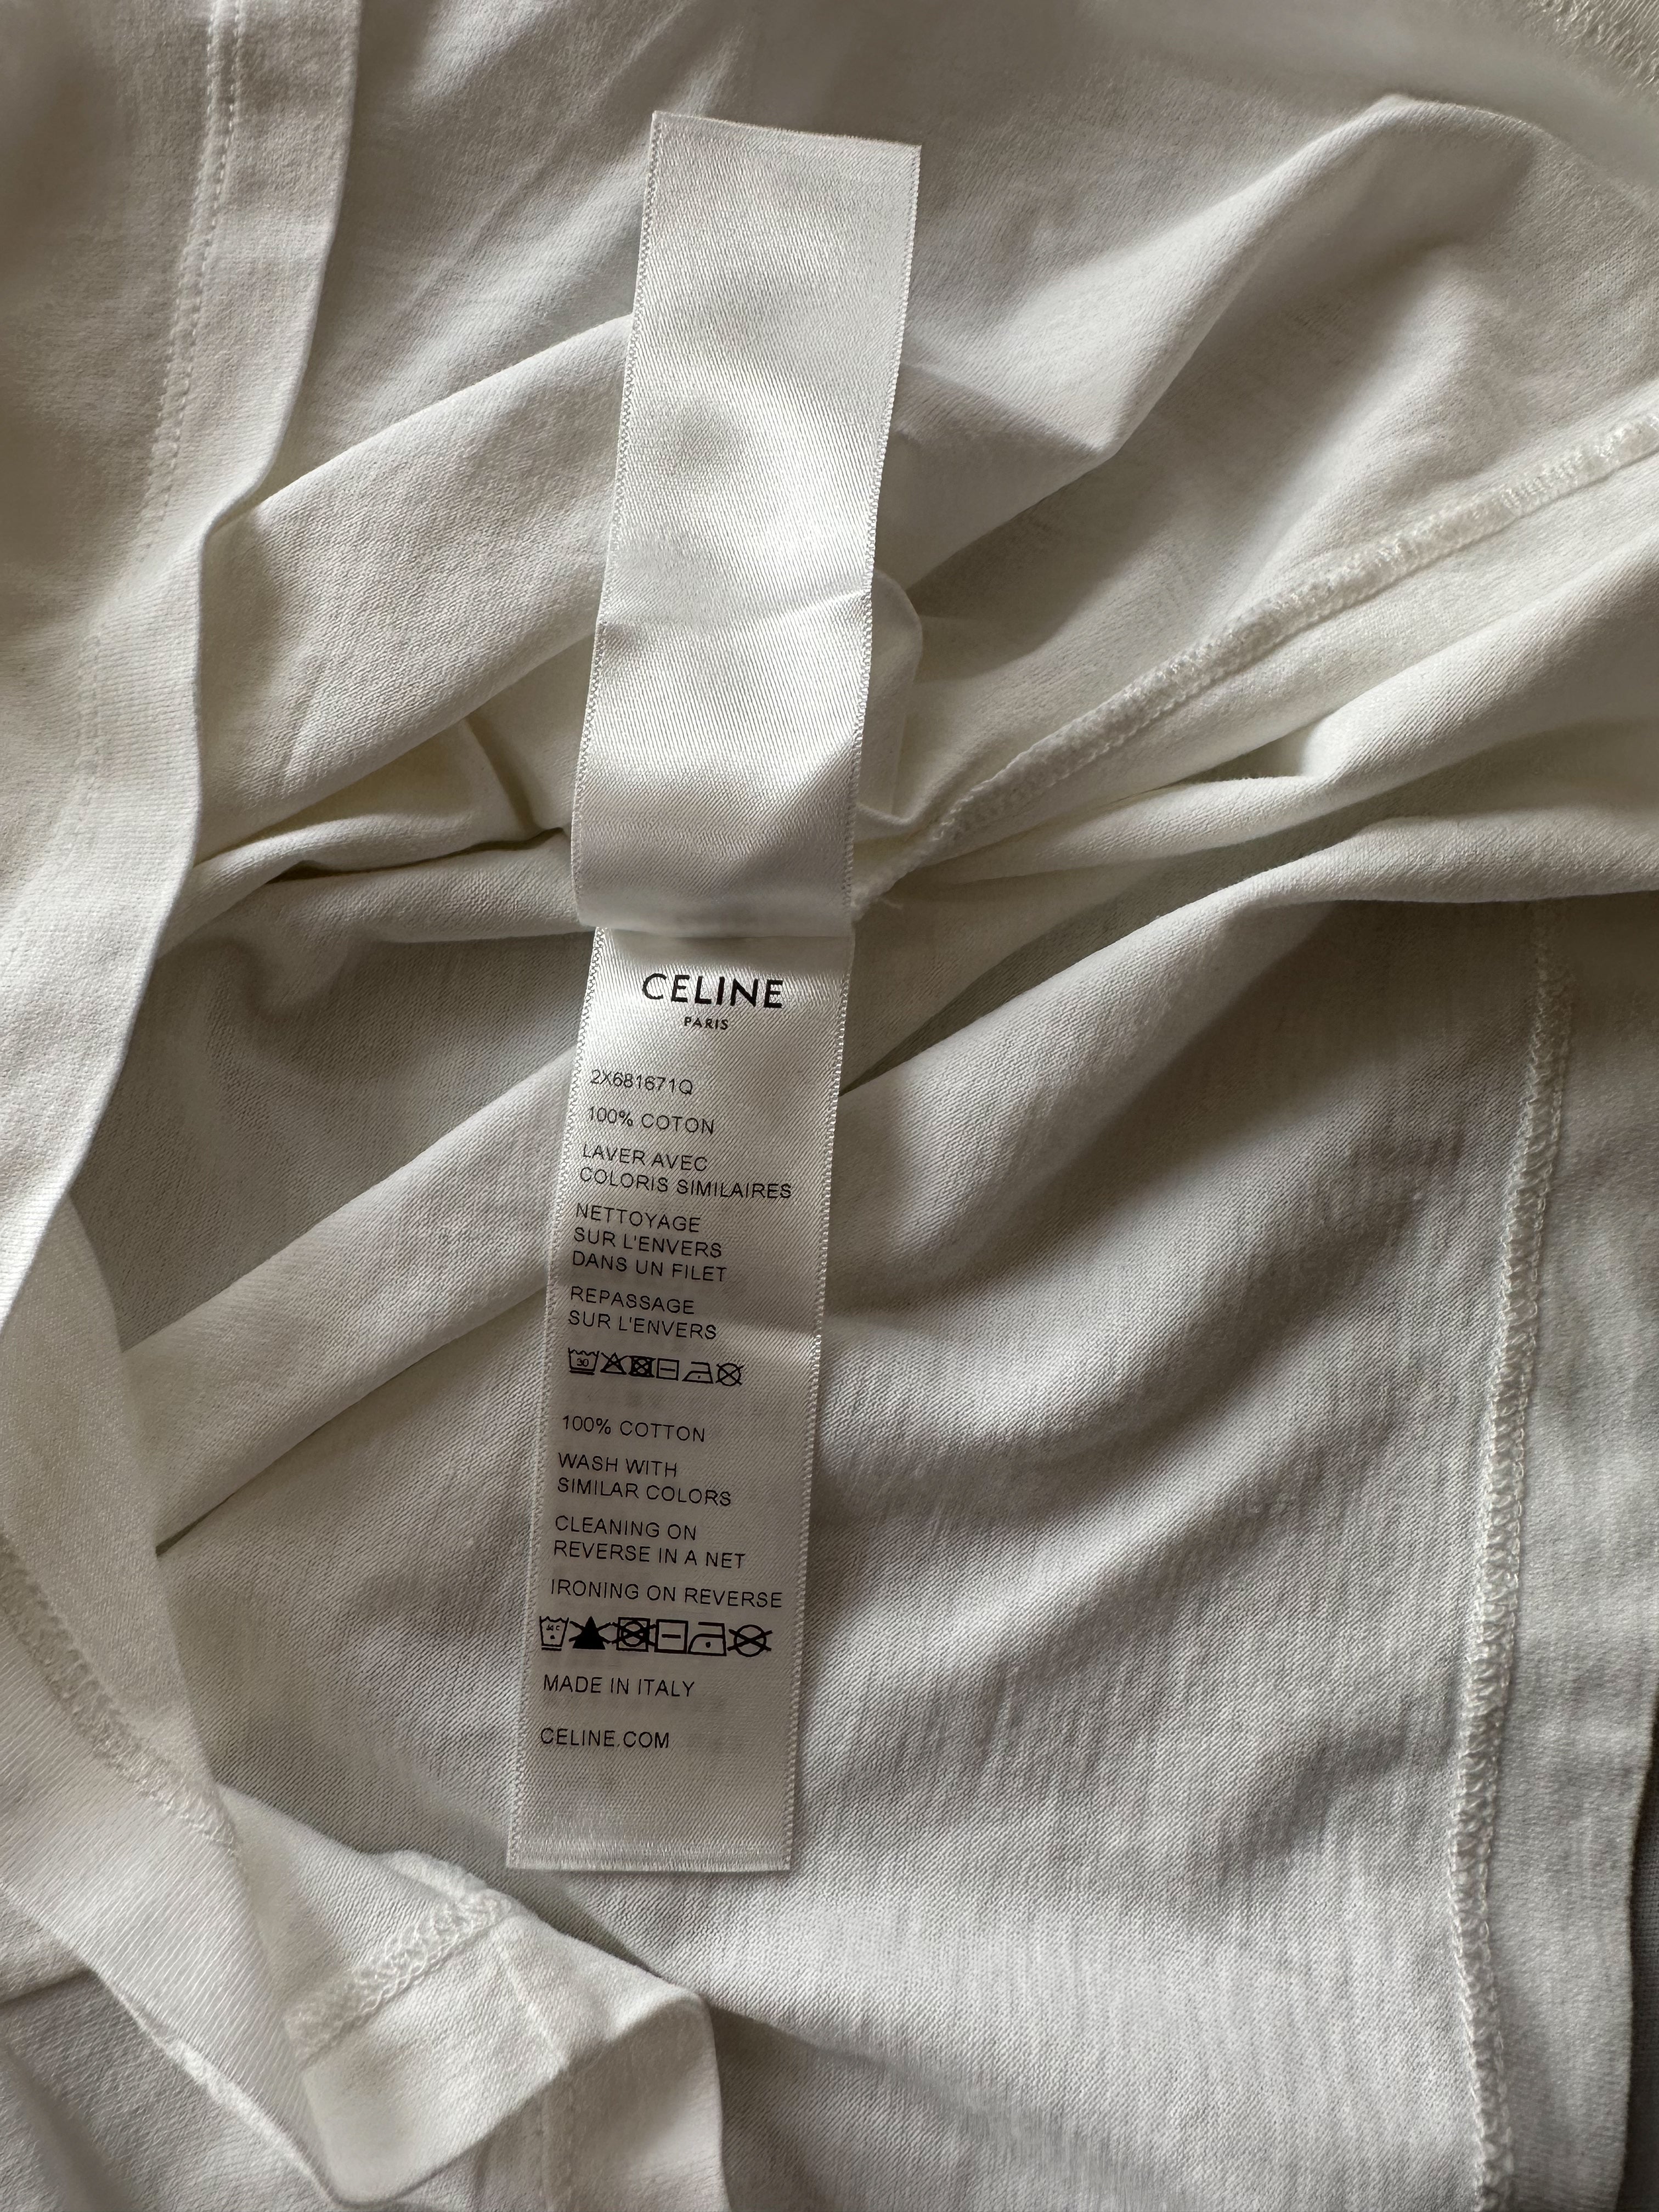 CELINE
PARIS
2X681671Q
100% COTON
LAVER AVEC
COLORIS SIMILAIRES
NETTOYAGE
SUR L'ENVERS
DANS UN FILET
REPASSAGE
SUR L'ENVERS
30
100% COTTON
WASH WITH
SIMILAR COLORS
CLEANING ON
REVERSE IN A NET
IRONING ON REVERSE
MADE IN ITALY
CELINE.COM